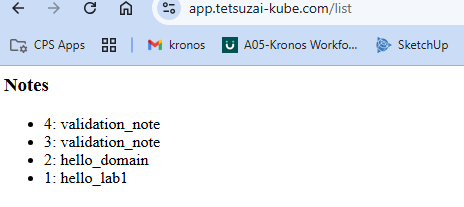 app.tetsuzai-kube.com/list
CPS Apps kronos A05-Kronos Workfo... SketchUp
Notes
4: validation_note
3: validation_note
2: hello_domain
1: hello_lab1